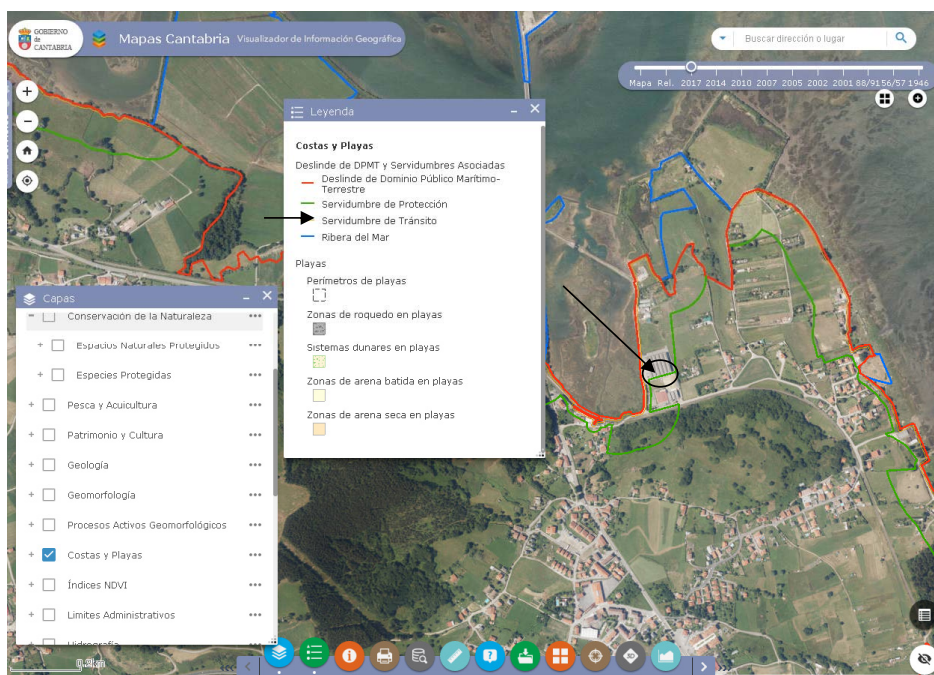 GOBIERNO
de
CANTABRIA
Mapas Cantabria Visualizador de Información Geográfica
Buscar dirección o lugar
Mapa Rel. 2017 2014 2010 2007 2005 2002 2001 88/91 56/57 1946
Leyenda
Costas y Playas
Deslinde de DPMT y Servidumbres Asociadas
Deslinde de Dominio Público Marítimo-
Terrestre
Servidumbre de Protección
Servidumbre de Tránsito
Ribera del Mar
Playas
Perímetros de playas
Zonas de roquedo en playas
Sistemas dunares en playas
Zonas de arena batida en playas
Zonas de arena seca en playas
Capas
Conservación de la Naturaleza
Espacios Naturales Protegidos
Especies Protegidas
Pesca y Acuicultura
Patrimonio y Cultura
Geología
Geomorfología
Procesos Activos Geomorfológicos
Costas y Playas
Índices NDVI
Limites Administrativos
Hidrografía
0.2km
3D